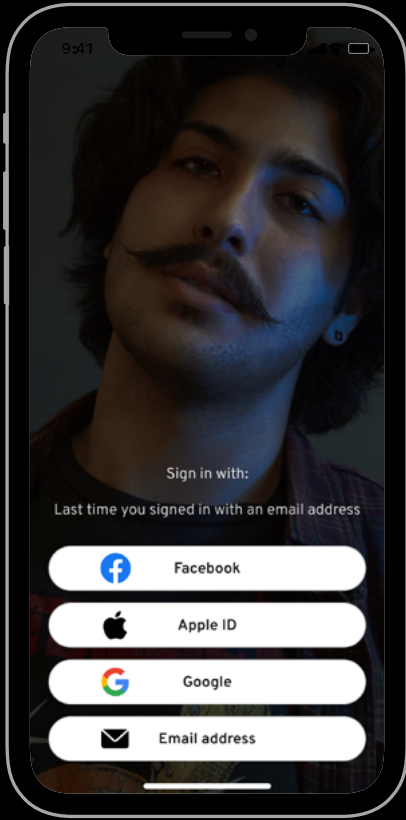 9:41
Sign in with:
Last time you signed in with an email address
Facebook
Apple ID
Google
Email address